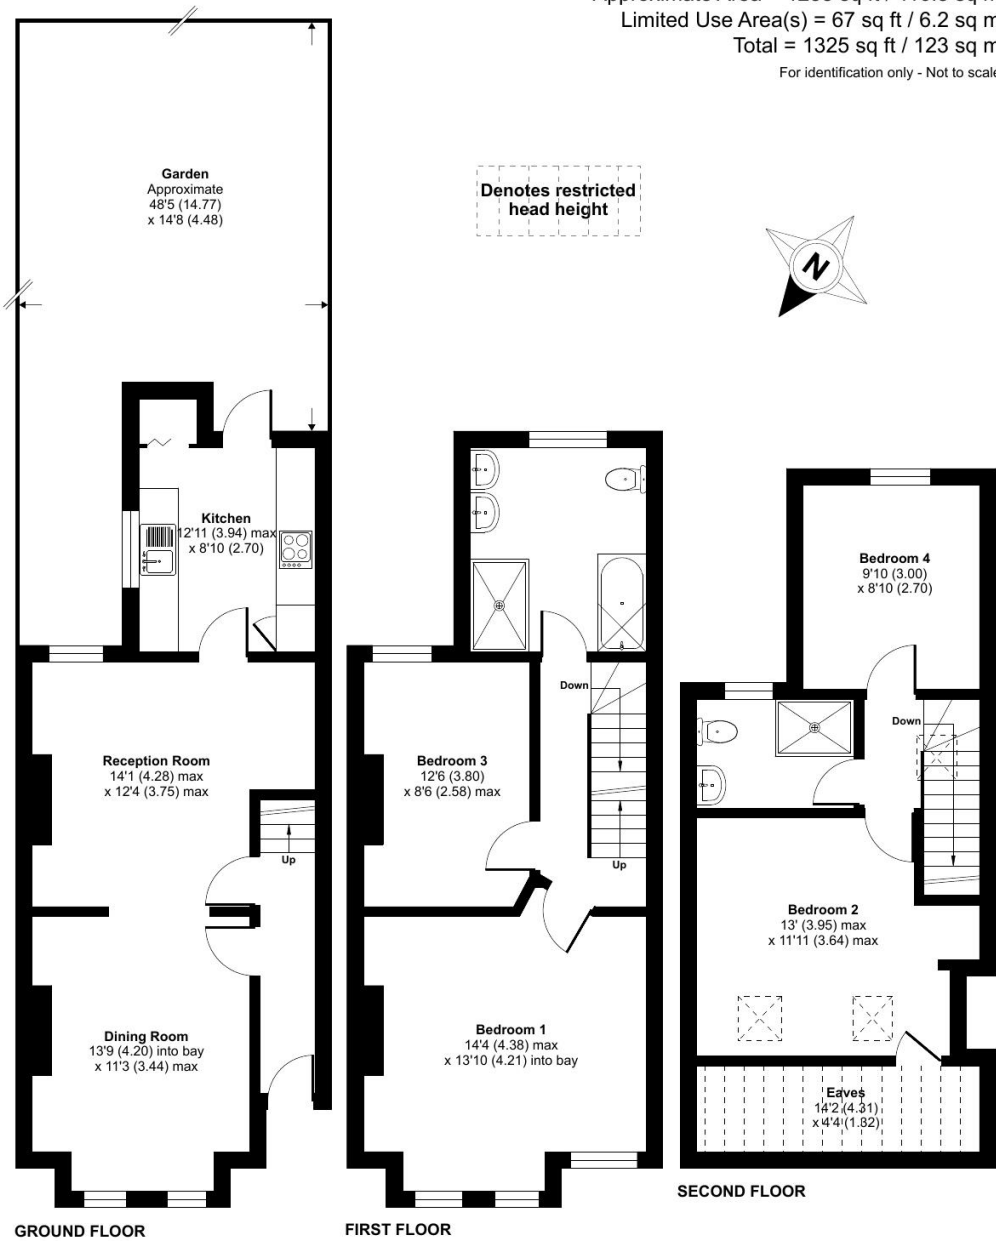 Limited Use Area(s) = 67 sq ft / 6.2 sq m
Total = 1325 sq ft / 123 sq m
For identification only - Not to scale
Garden
Approximate
48'5 (14.77)
x 14'8 (4.48)
Denotes restricted
head height
N
Kitchen
12'11 (3.94) max
x 8'10 (2.70)
Reception Room
14'1 (4.28) max
x 12'4 (3.75) max
Up
Dining Room
13'9 (4.20) into bay
x 11'3 (3.44) max
GROUND FLOOR
Down
Bedroom 3
12'6 (3.80)
x 8'6 (2.58) max
Up
Bedroom 1
14'4 (4.38) max
x 13'10 (4.21) into bay
FIRST FLOOR
Bedroom 4
9'10 (3.00)
x 8'10 (2.70)
Down
Bedroom 2
13' (3.95) max
x 11'11 (3.64) max
Eaves
14'2 (4.31)
x 4'4 (1.32)
SECOND FLOOR